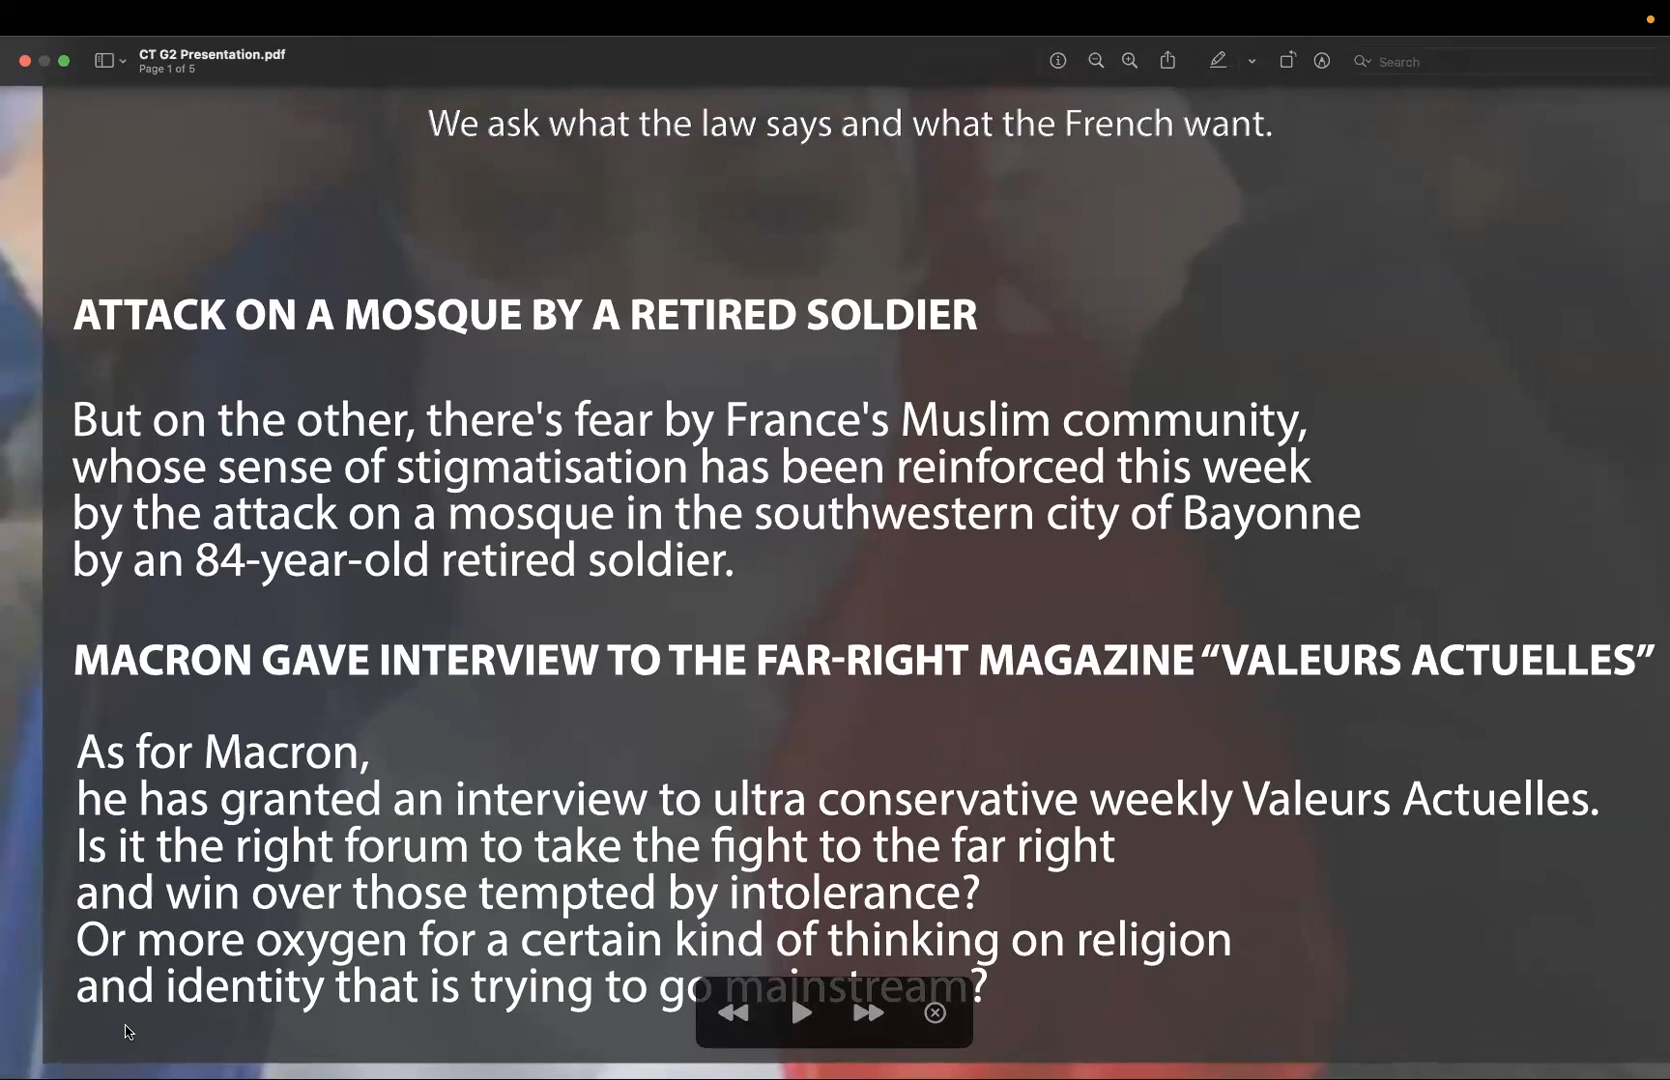 CT G2 Presentation.pdf
Page 1 of 5
Search
We ask what the law says and what the French want.
ATTACK ON A MOSQUE BY A RETIRED SOLDIER
But on the other, there's fear by France's Muslim community,
whose sense of stigmatisation has been reinforced this week
by the attack on a mosque in the southwestern city of Bayonne
by an 84-year-old retired soldier.
MACRON GAVE INTERVIEW TO THE FAR-RIGHT MAGAZINE “VALEURS ACTUELLES”
As for Macron,
he has granted an interview to ultra conservative weekly Valeurs Actuelles.
Is it the right forum to take the fight to the far right
and win over those tempted by intolerance?
Or more oxygen for a certain kind of thinking on religion
and identity that is trying to go mainstream?